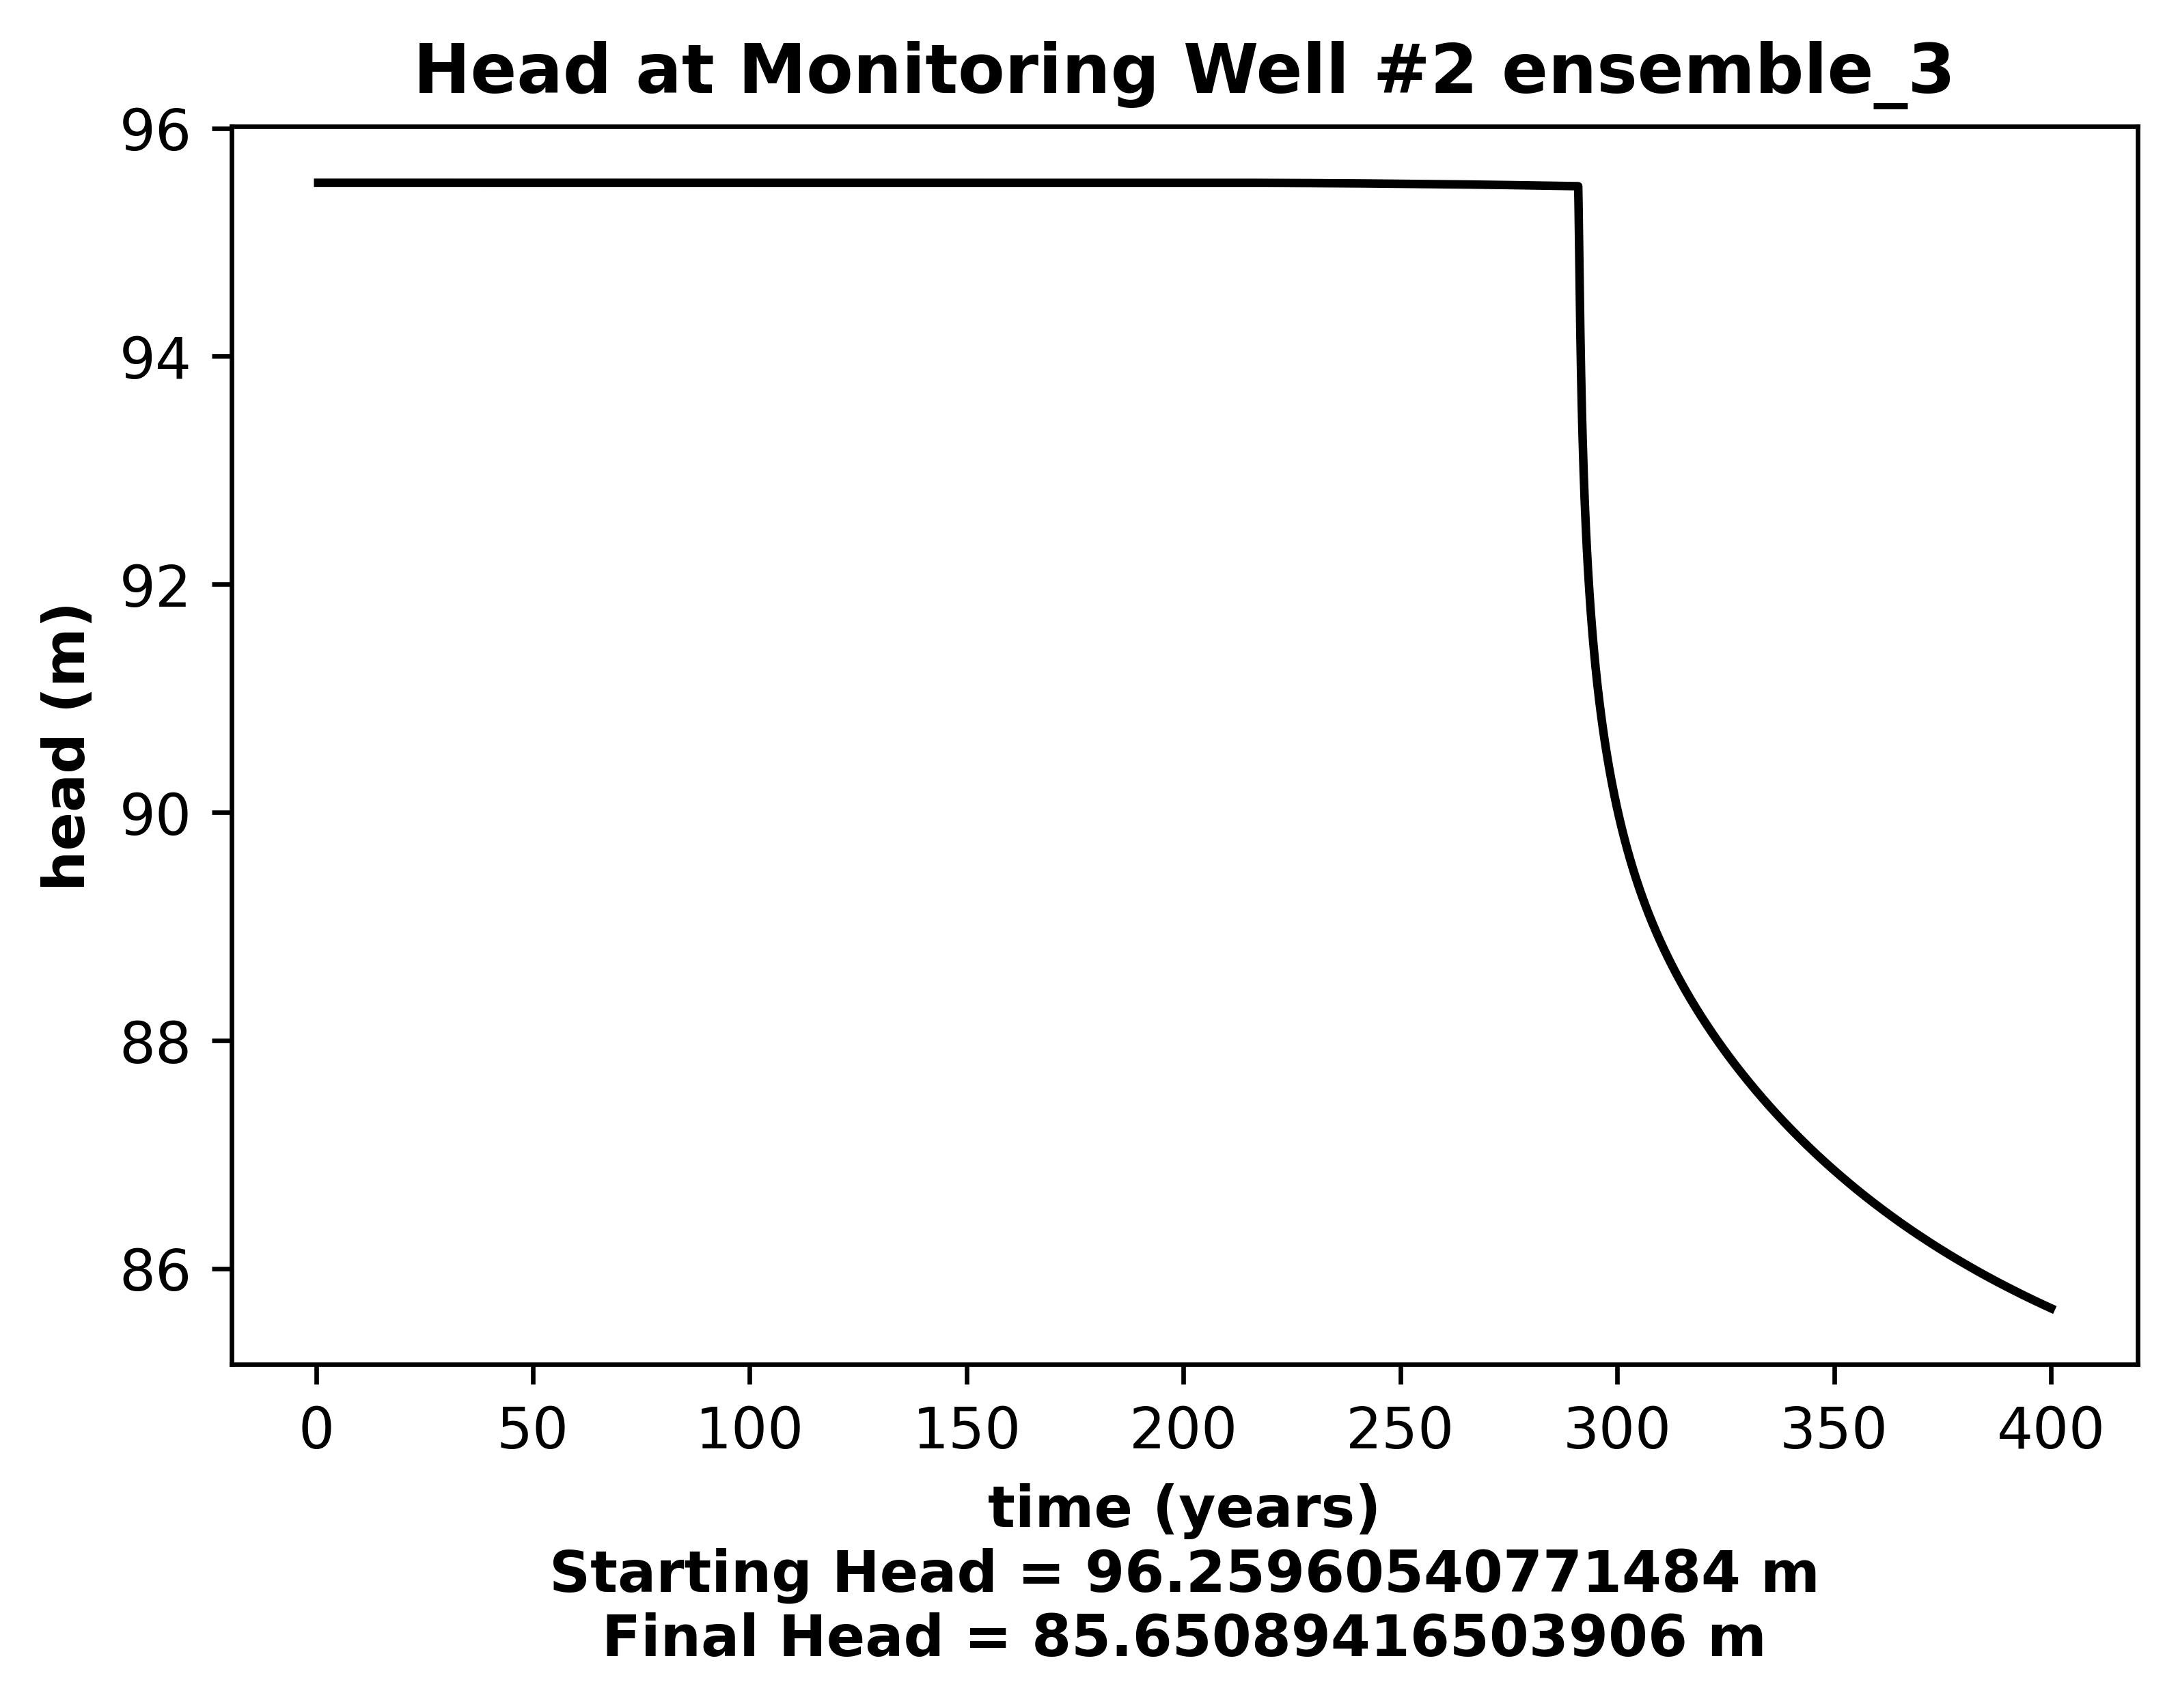 Head at Monitoring Well #2 ensemble_3
96
94
92
90
88
86
head (m)
0 50 100 150 200 250 300 350 400
time (years)
Starting Head = 96.25960540771484 m
Final Head = 85.65089416503906 m